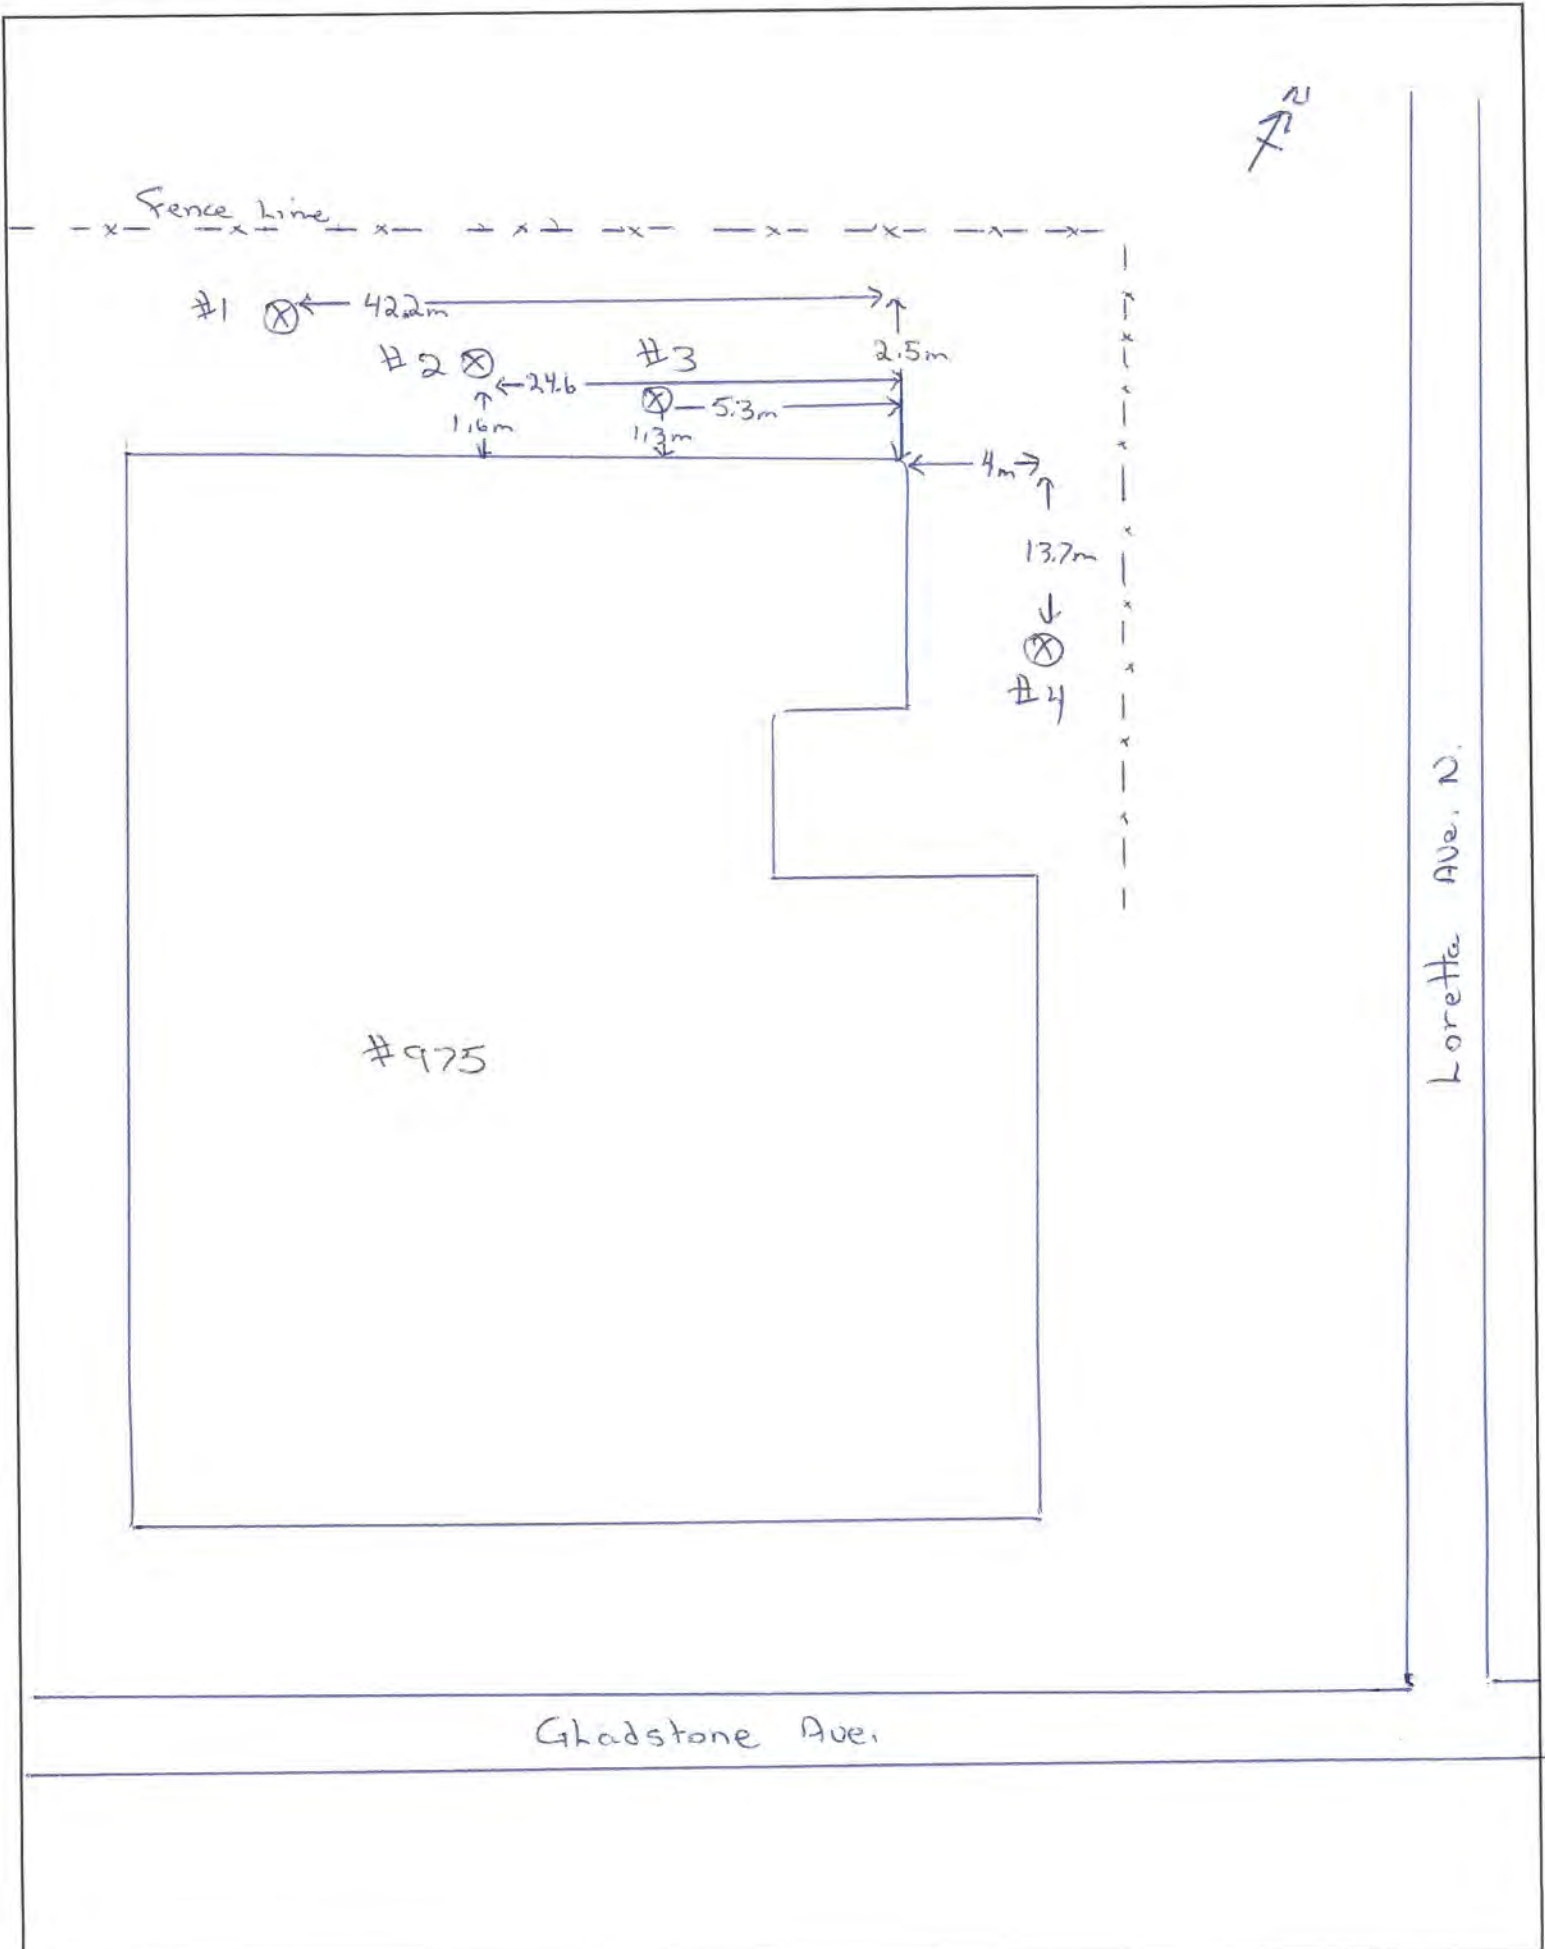 N
Fence Line
#1
42.2m
2.5m
#2
#3
24.6
5.3m
1.6m
1.3m
4m
13.7m
#4
#975
Loretta Ave. N.
Gladstone Ave.